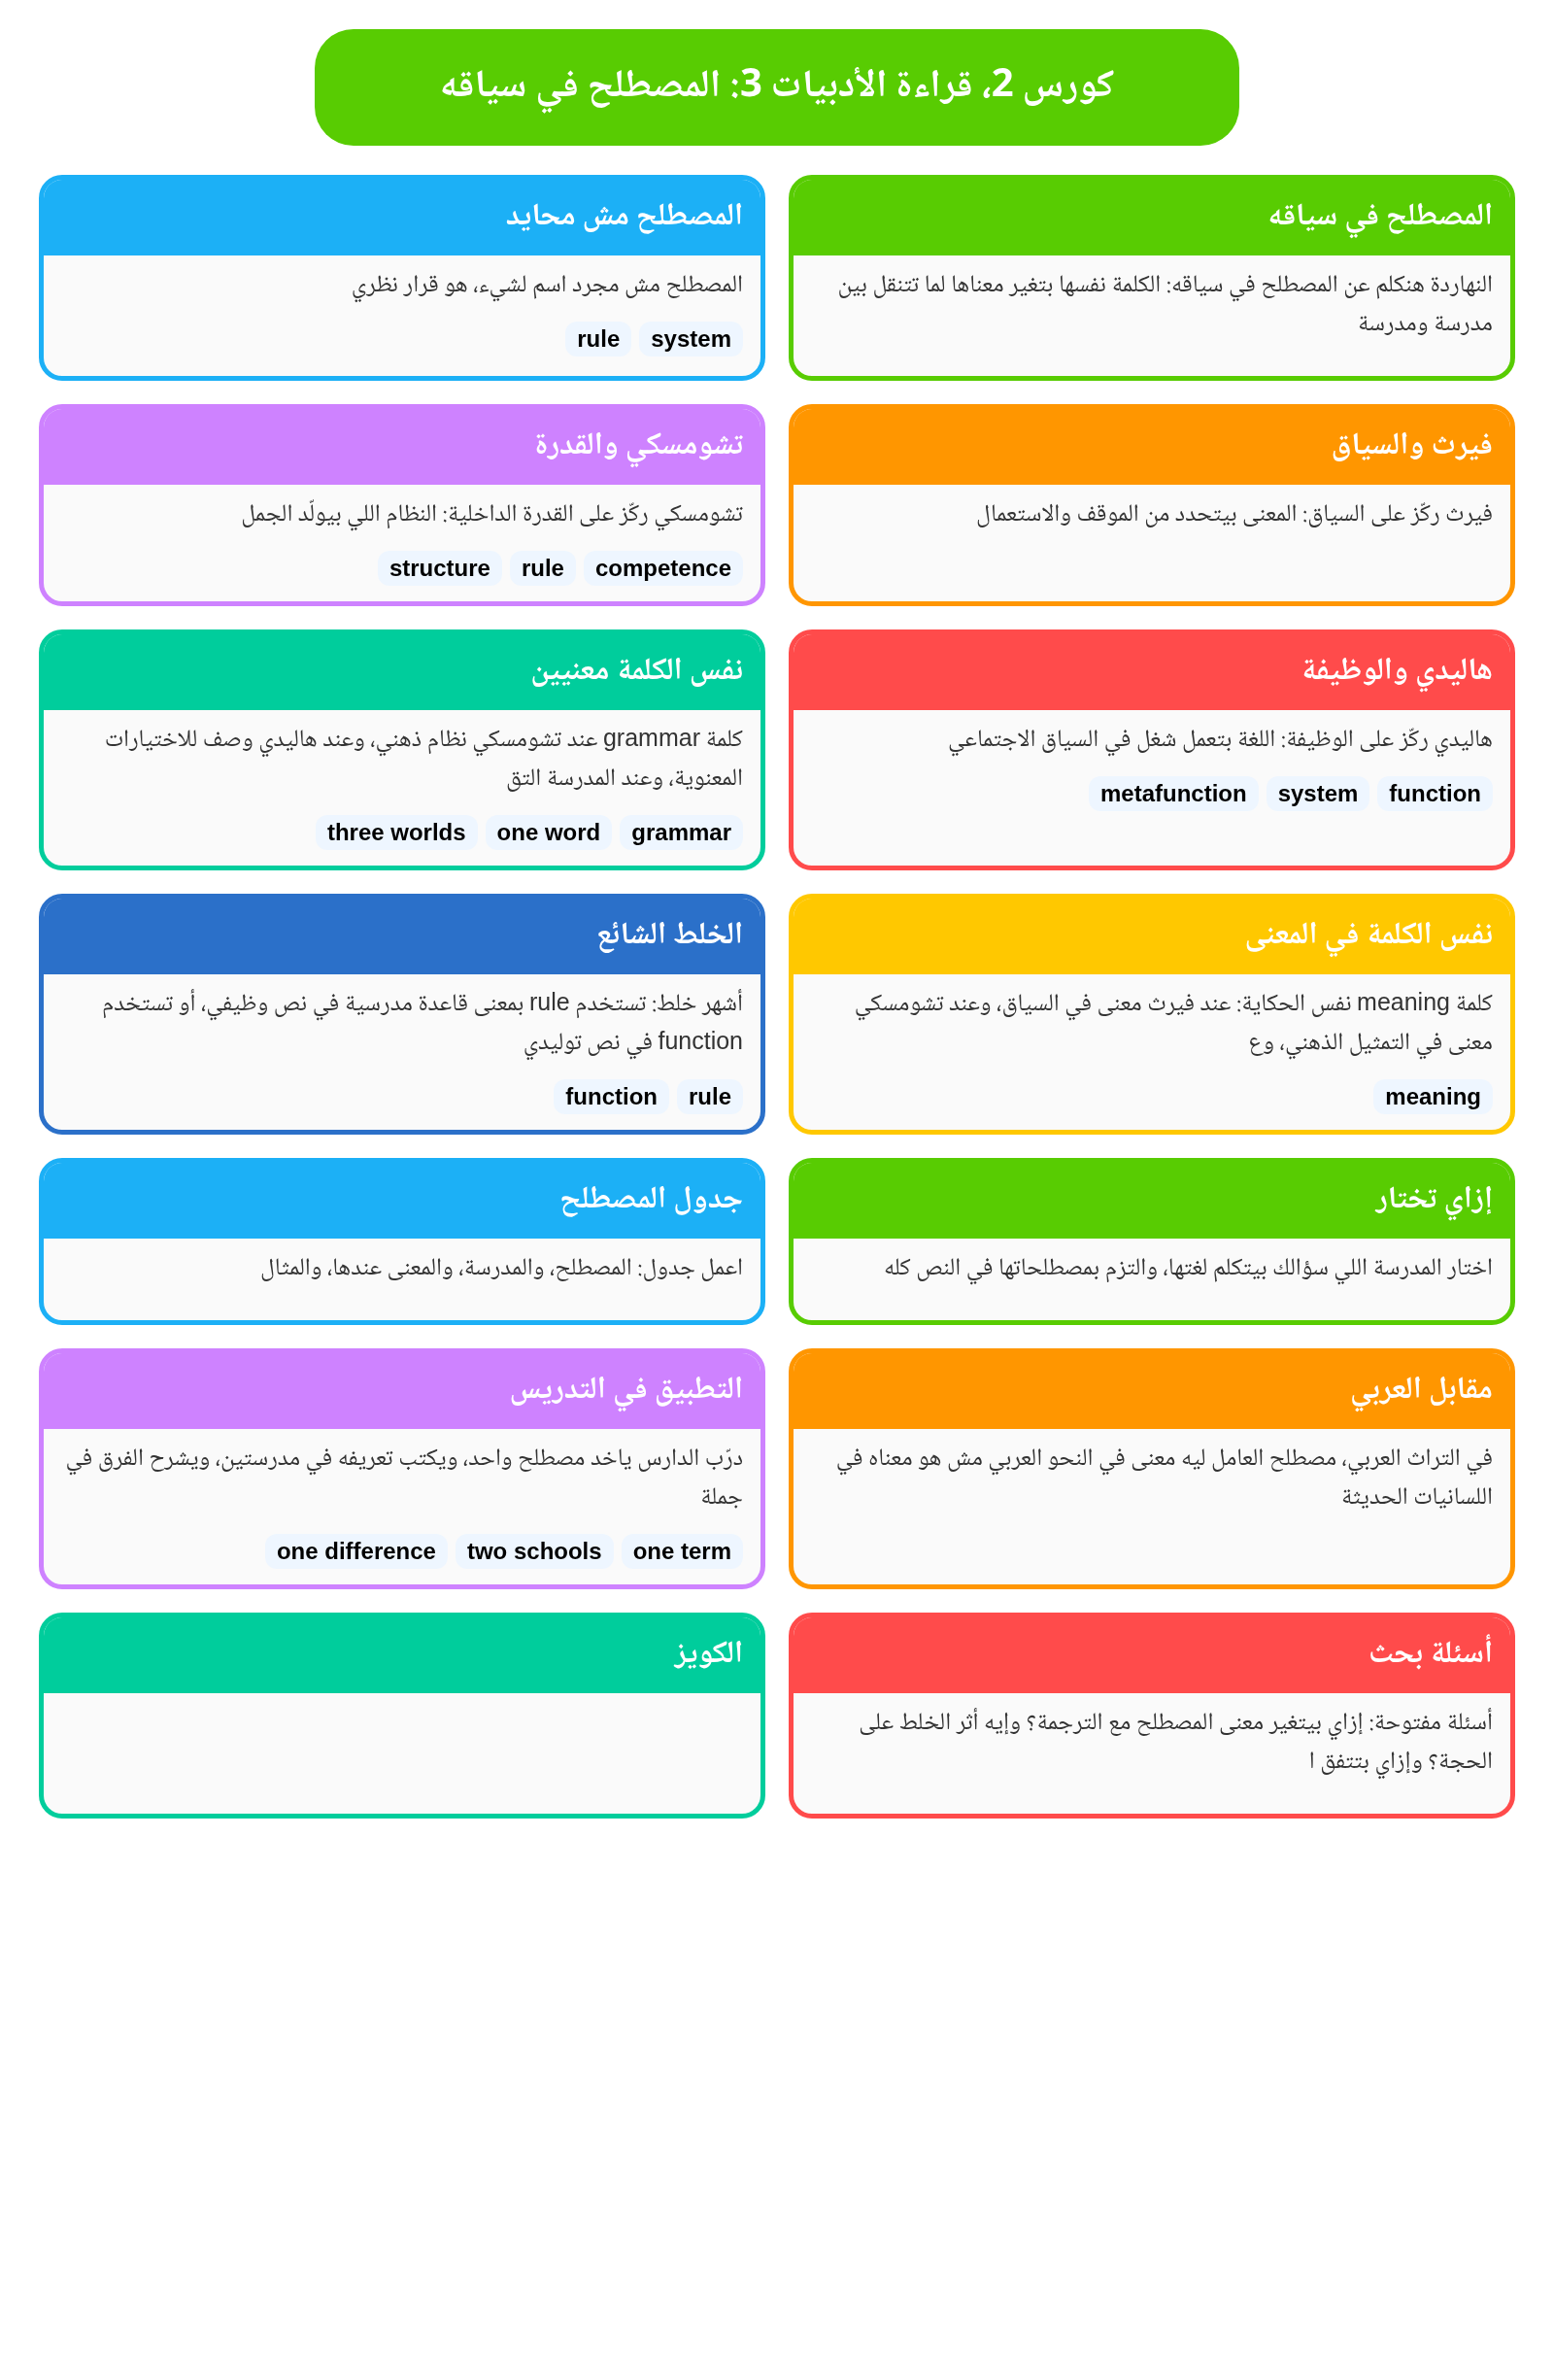 كورس 2، قراءة الأدبيات 3: المصطلح في سياقه
المصطلح في سياقه
النهاردة هنكلم عن المصطلح في سياقه: الكلمة نفسها بتغير معناها لما تتنقل بين
مدرسة ومدرسة
المصطلح مش محايد
المصطلح مش مجرد اسم لشيء، هو قرار نظري
system rule
فيرث والسياق
فيرث ركّز على السياق: المعنى بيتحدد من الموقف والاستعمال
تشومسكي والقدرة
تشومسكي ركّز على القدرة الداخلية: النظام اللي بيولّد الجمل
competence rule structure
هاليدي والوظيفة
هاليدي ركّز على الوظيفة: اللغة بتعمل شغل في السياق الاجتماعي
function system metafunction
نفس الكلمة معنيين
كلمة grammar عند تشومسكي نظام ذهني، وعند هاليدي وصف للاختيارات
المعنوية، وعند المدرسة التق
grammar one word three worlds
نفس الكلمة في المعنى
كلمة meaning نفس الحكاية: عند فيرث معنى في السياق، وعند تشومسكي
معنى في التمثيل الذهني، وع
meaning
الخلط الشائع
أشهر خلط: تستخدم rule بمعنى قاعدة مدرسية في نص وظيفي، أو تستخدم
function في نص توليدي
rule function
إزاي تختار
اختار المدرسة اللي سؤالك بيتكلم لغتها، والتزم بمصطلحاتها في النص كله
جدول المصطلح
اعمل جدول: المصطلح، والمدرسة، والمعنى عندها، والمثال
مقابل العربي
في التراث العربي، مصطلح العامل ليه معنى في النحو العربي مش هو معناه في
اللسانيات الحديثة
التطبيق في التدريس
درّب الدارس ياخد مصطلح واحد، ويكتب تعريفه في مدرستين، ويشرح الفرق في
جملة
one term two schools one difference
أسئلة بحث
أسئلة مفتوحة: إزاي بيتغير معنى المصطلح مع الترجمة؟ وإيه أثر الخلط على
الحجة؟ وإزاي بتتفق ا
الكويز